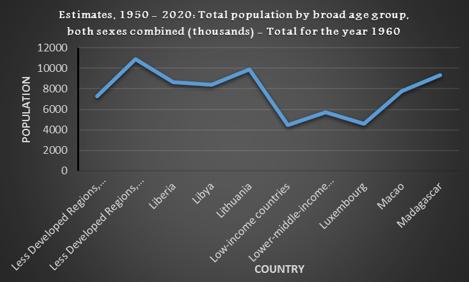 Estimates, 1950 – 2020: Total population by broad age group,
both sexes combined (thousands) – Total for the year 1960
POPULATION
12000
10000
8000
6000
4000
2000
0
Less Developed Regions,...
Less Developed Regions,...
Liberia
Libya
Lithuania
Low-income countries
Lower-middle-income...
Luxembourg
Macao
Madagascar
COUNTRY